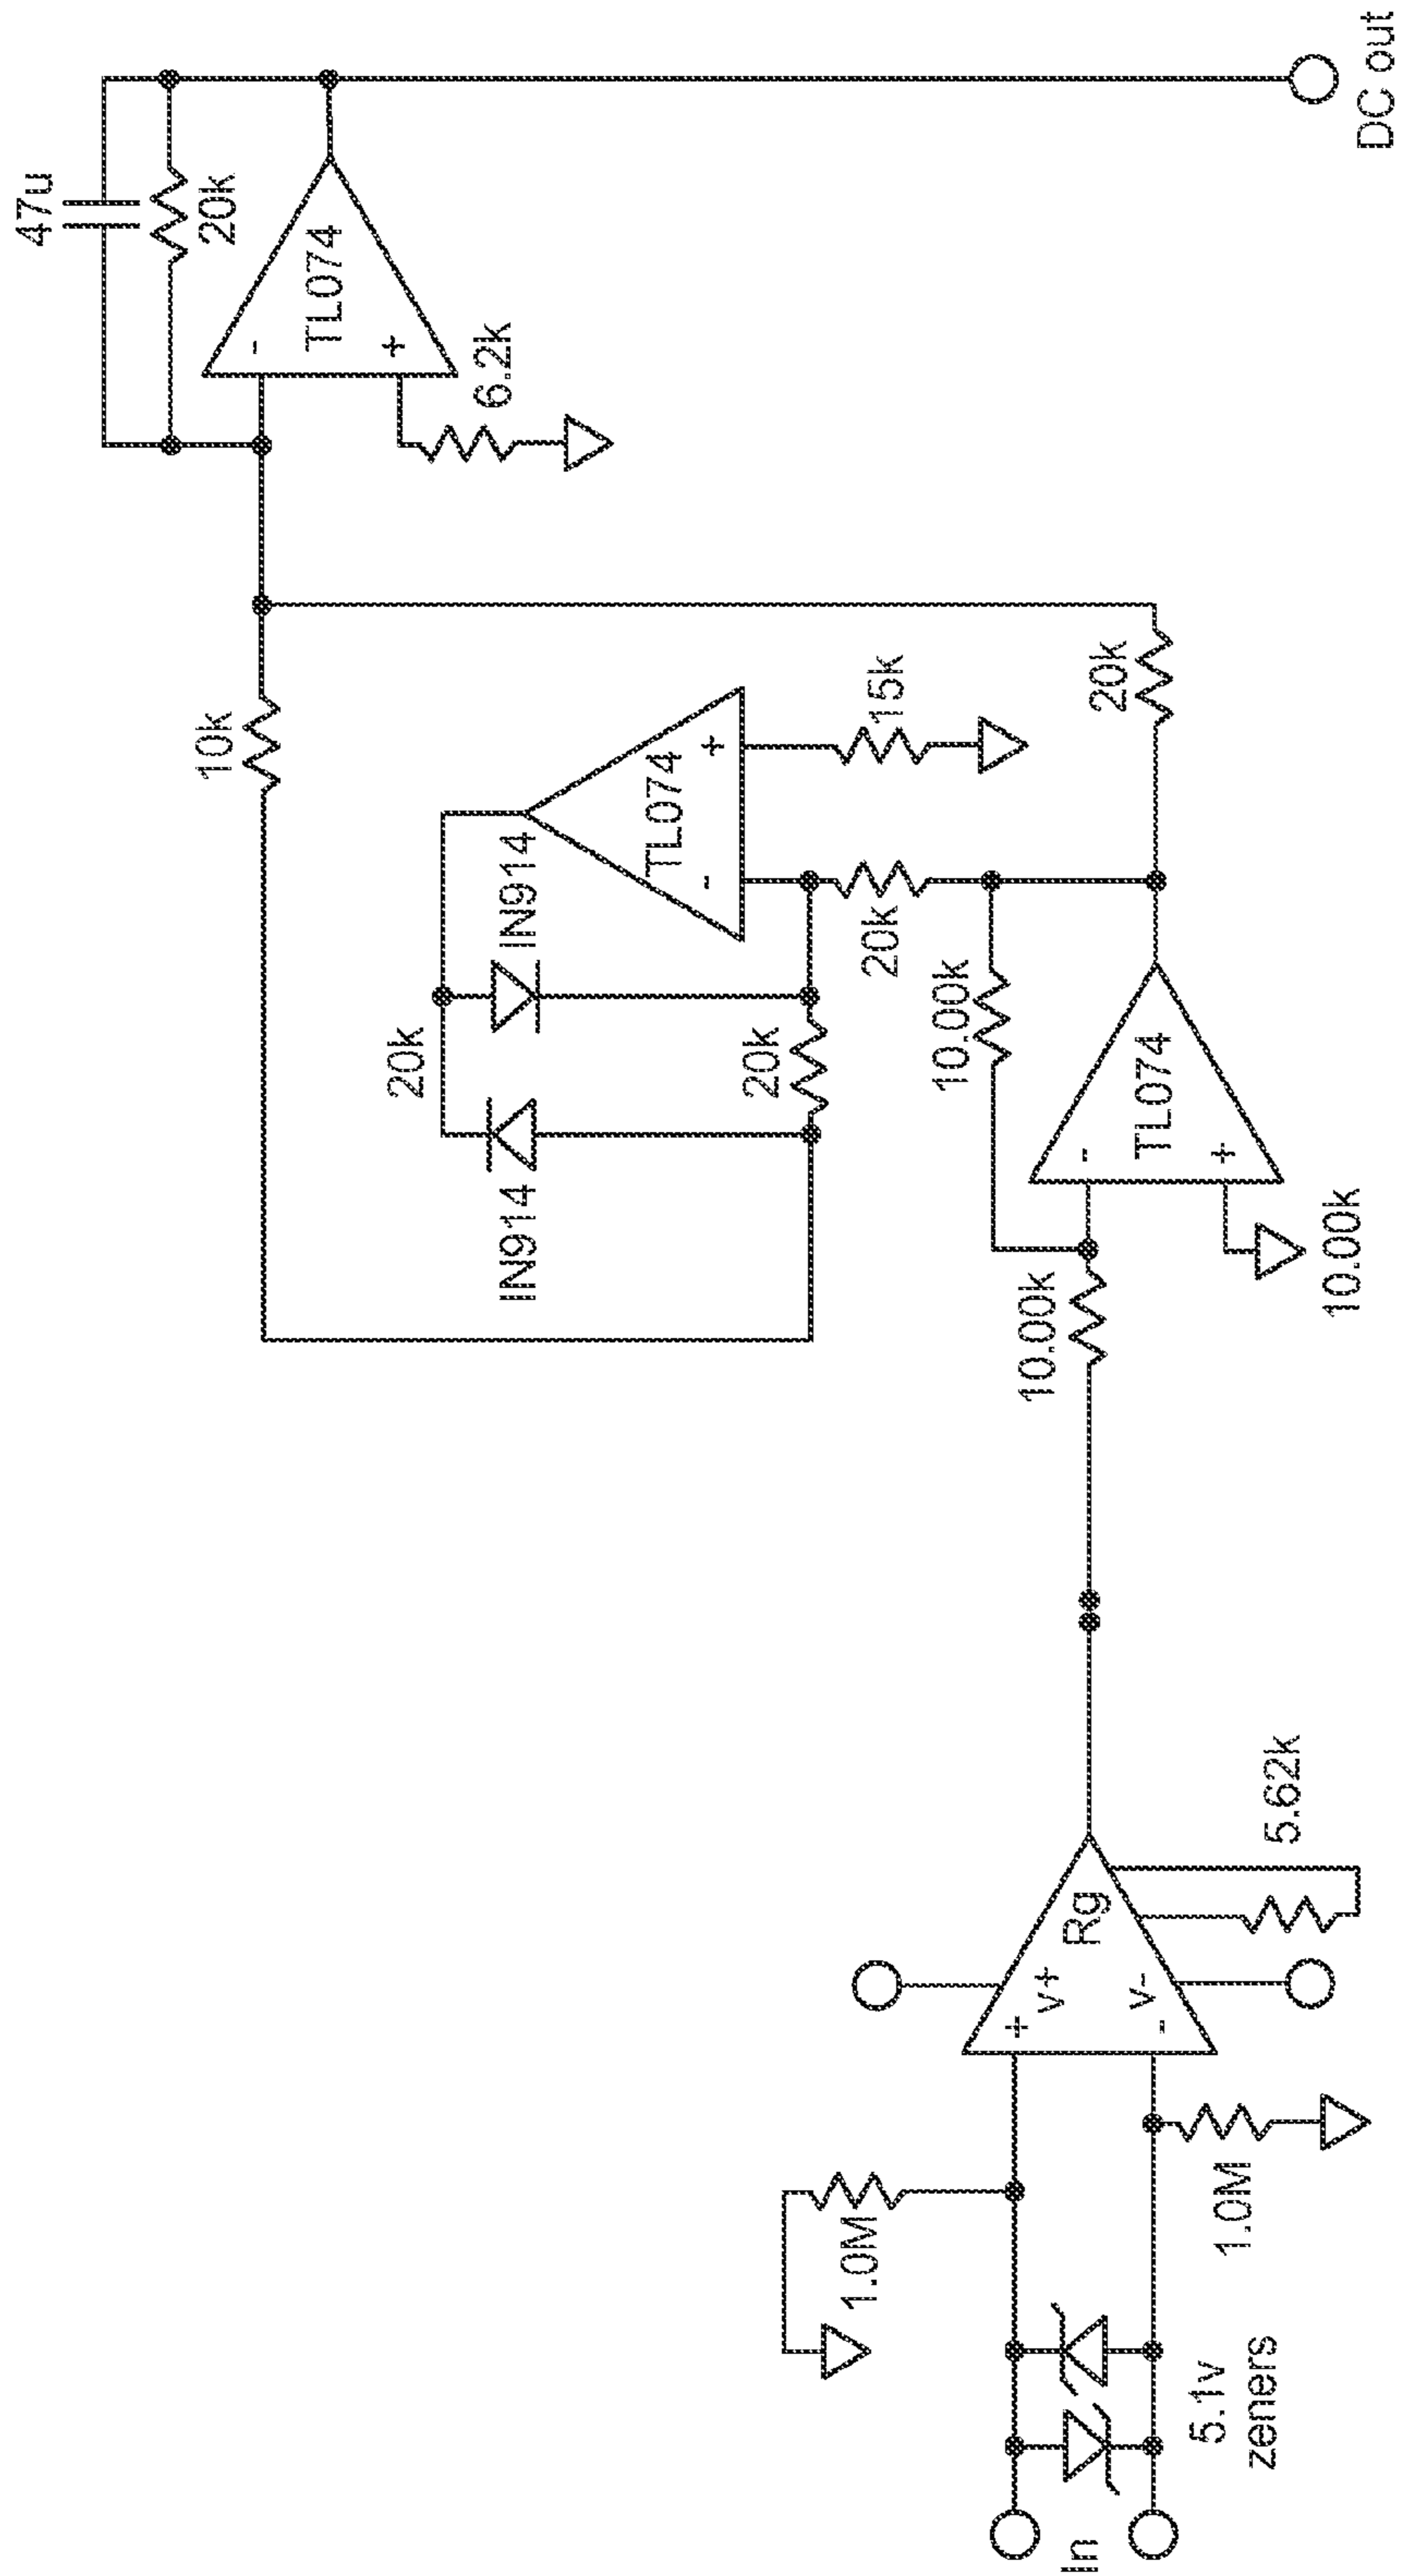 In
5.1v
zeners
1.0M
1.0M
+
-
v+
v-
Rg
5.62k
10.00k
10.00k
10.00k
-
+
TL074
20k
20k
20k
IN914
IN914
-
+
TL074
15k
20k
10k
47u
20k
-
+
TL074
6.2k
DC out